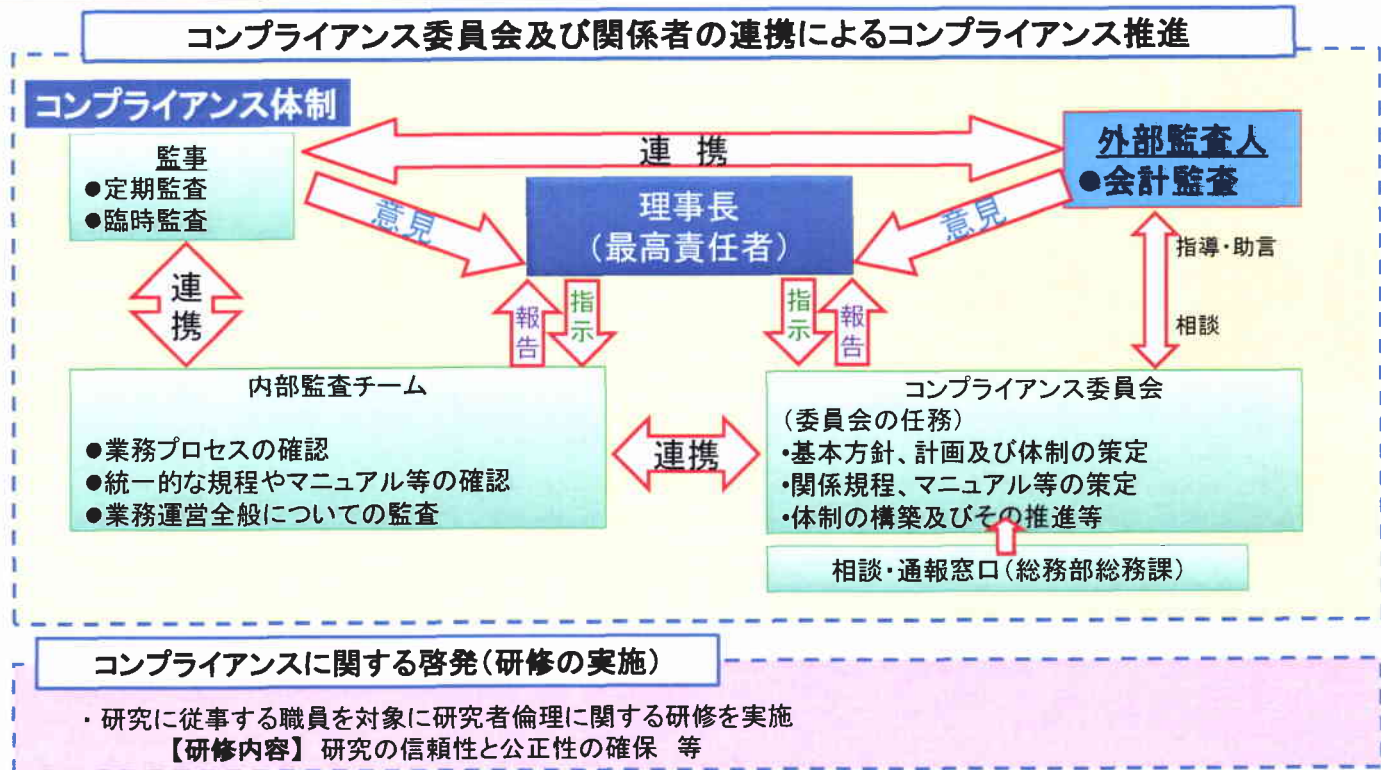 コンプライアンス委員会及び関係者の連携によるコンプライアンス推進
コンプライアンス体制
監事
●定期監査
●臨時監査
連 携
外部監査人
●会計監査
理事長
(最高責任者)
意見
意見
指導・助言
相談
連携
報告
指示
指示
報告
内部監査チーム
●業務プロセスの確認
●統一的な規程やマニュアル等の確認
●業務運営全般についての監査
連携
コンプライアンス委員会
(委員会の任務)
・基本方針、計画及び体制の策定
・関係規程、マニュアル等の策定
・体制の構築及びその推進等
相談・通報窓口(総務部総務課)
コンプライアンスに関する啓発(研修の実施)
・研究に従事する職員を対象に研究者倫理に関する研修を実施
【研修内容】 研究の信頼性と公正性の確保 等